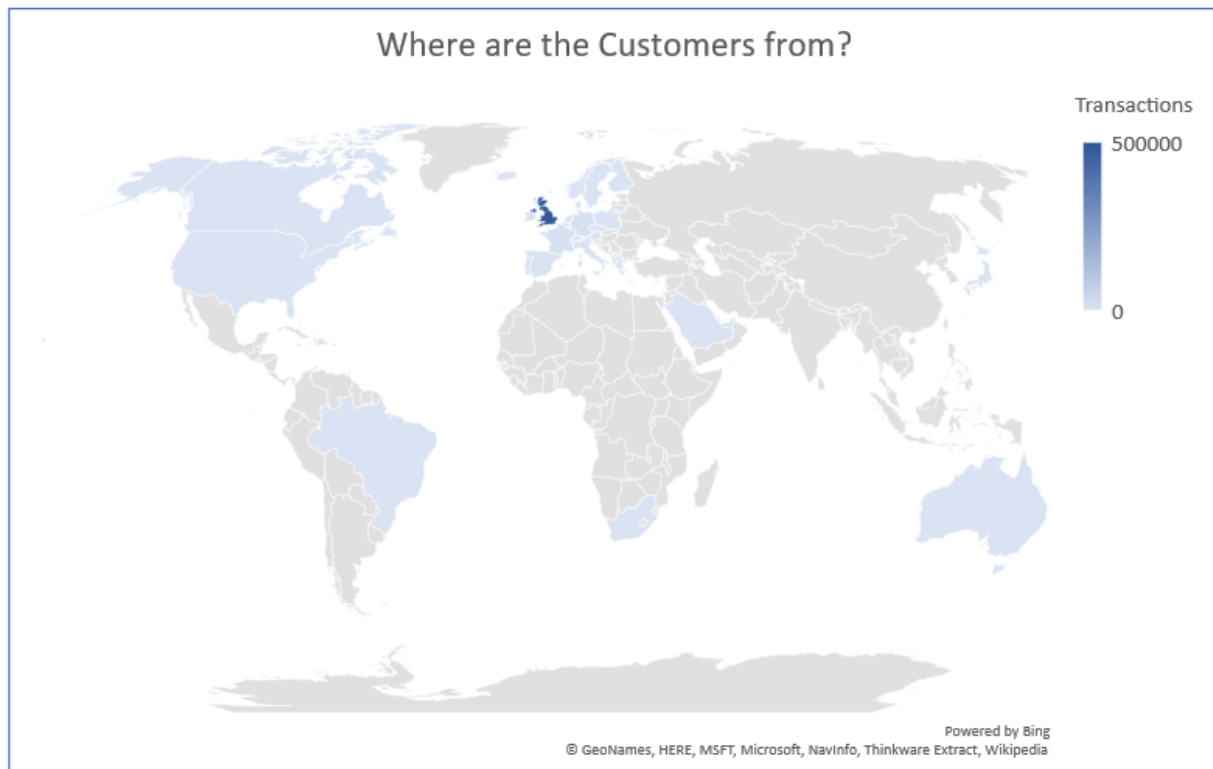 Where are the Customers from?
Transactions
500000
0
Powered by Bing
© GeoNames, HERE, MSFT, Microsoft, NavInfo, Thinkware Extract, Wikipedia